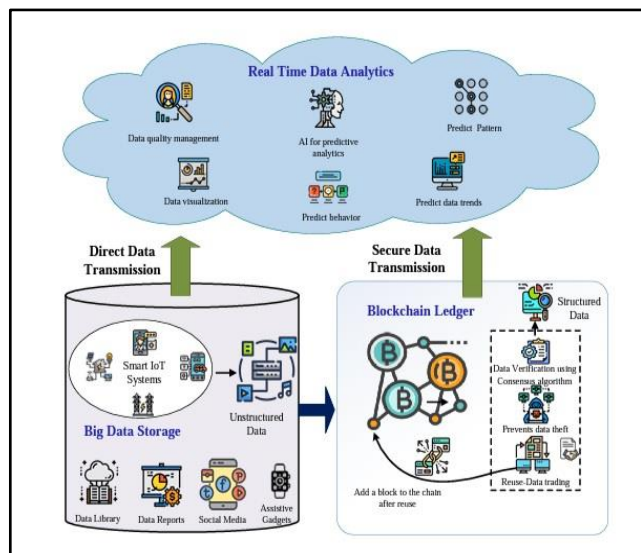 Real Time Data Analytics
Data quality management
AI for predictive
analytics
Predict Pattern
Data visualization
Predict behavior
Predict data trends
Direct Data
Transmission
Secure Data
Transmission
Smart IoT
Systems
Unstructured
Data
Big Data Storage
Data Library
Data Reports
Social Media
Assistive
Gadgets
Blockchain Ledger
Structured
Data
Data Verification using
Consensus algorithm
Prevents data theft
Reuse-Data trading
Add a block to the chain
after reuse